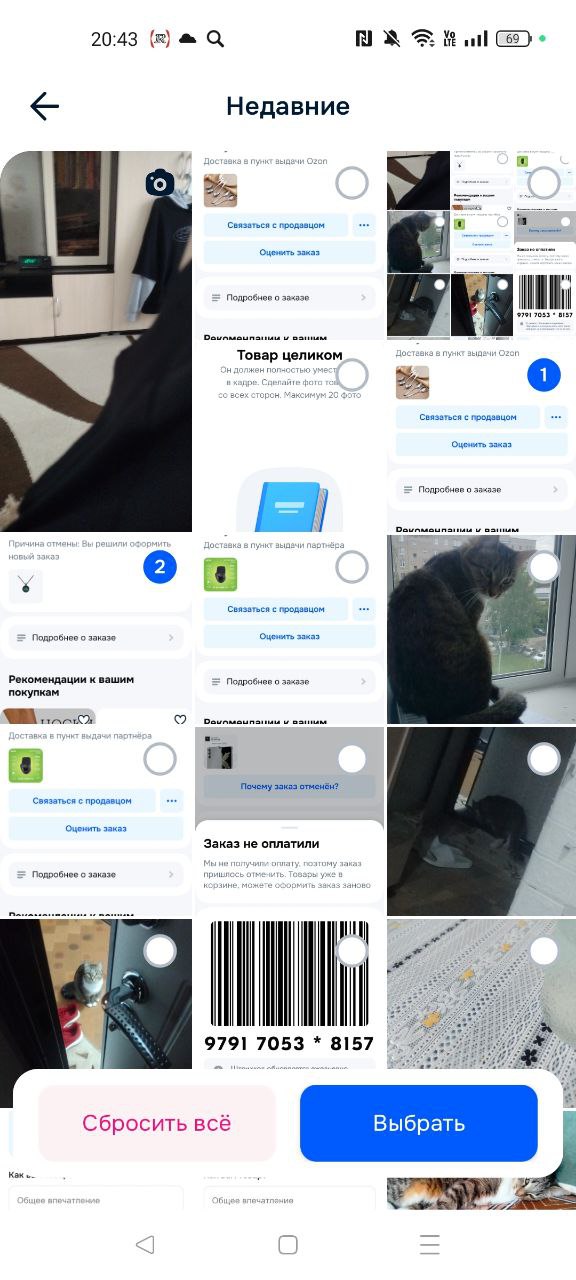 20:43
Vo
LTE
69
Недавние
Доставка в пункт выдачи Ozon
Связаться с продавцом
Оценить заказ
Подробнее о заказе
Рекомендации к вашим
9791 7053 * 8157
Товар целиком
Он должен полностью
в кадре. Сделайте фото
со всех сторон. Максимум 20 фото
Доставка в пункт выдачи Ozon
1
Связаться с продавцом
Оценить заказ
Подробнее о заказе
Рекомендации к вашим
Причина отмены: Вы решили оформить
новый заказ
2
Подробнее о заказе
Рекомендации к вашим
покупкам
НОСКИ
Доставка в пункт выдачи партнёра
Связаться с продавцом
Оценить заказ
Подробнее о заказе
Рекомендации к вашим
Доставка в пункт выдачи партнёра
Связаться с продавцом
Оценить заказ
Подробнее о заказе
Рекомендации к вашим
Почему заказ отменён?
Заказ не оплатили
Мы не получили оплату, поэтому заказ
пришлось отменить. Товары уже в
корзине, можете оформить заказ заново
9791 7053 * 8157
Сбросить всё
Выбрать
Общее впечатление
Общее впечатление